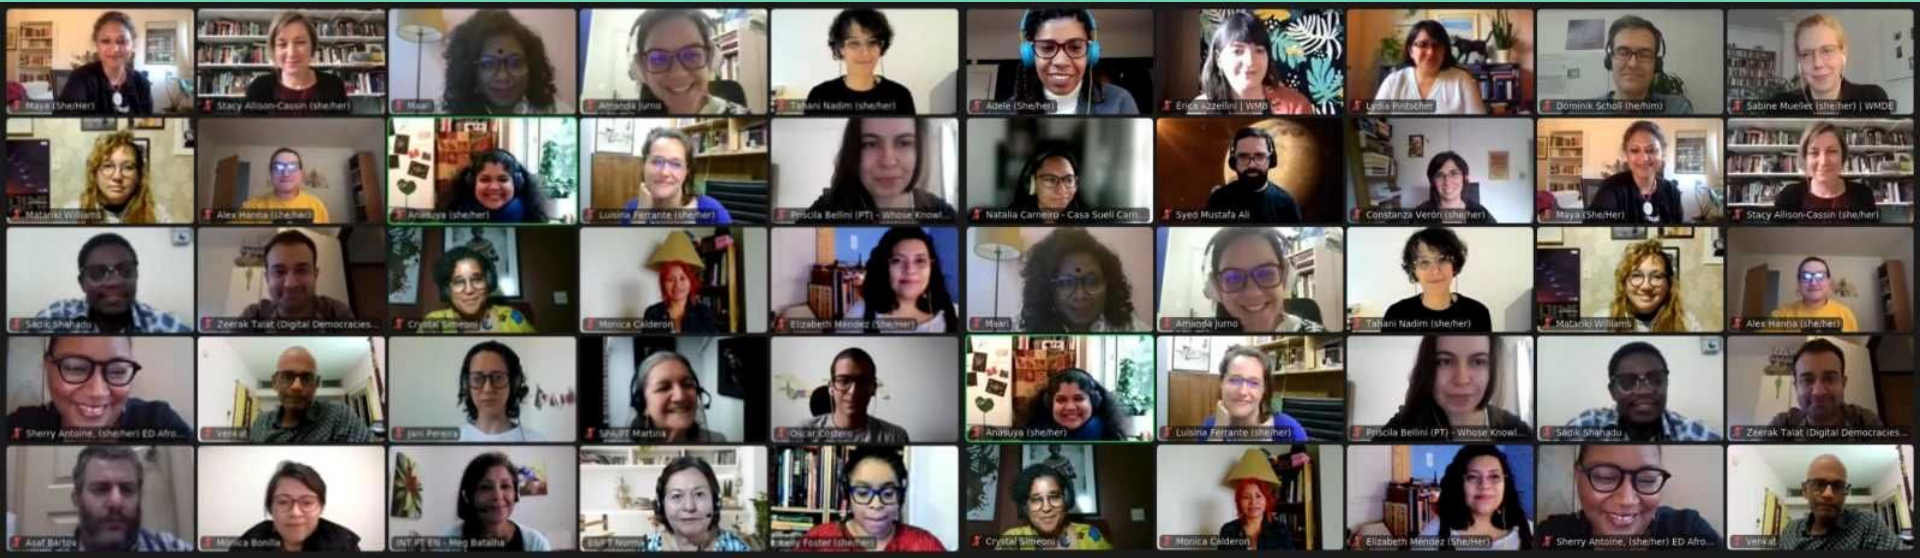 Maya (She/Her)
Stacy Allison-Cassin (she/her)
Maari
Amanda Jurno
Tahani Nadim (she/her)
Adele (She/her)
Erica Azzellini | WMB
Lydia Pintscher
Dominik Scholl (he/him)
Sabine Mueller (she/her) | WMDE
Matariki Williams
Alex Hanna (she/her)
Anasuya (she/her)
Luisina Ferrante (she/her)
Priscila Bellini (PT) - Whose Knowl...
Natalia Carneiro - Casa Sueli Carn...
Syed Mustafa Ali
Constanza Verón (she/her)
Maya (She/Her)
Stacy Allison-Cassin (she/her)
Sadik Shahadu
Zeerak Talat (Digital Democracies...
Crystal Simeoni
Monica Calderon
Elizabeth Méndez (She/Her)
Maari
Amanda Jurno
Tahani Nadim (she/her)
Matariki Williams
Alex Hanna (she/her)
Sherry Antoine, (she/her) ED Afro...
Venkat
Jani Pereira
SPA/PT Martina
Oscar Costero
Anasuya (she/her)
Luisina Ferrante (she/her)
Priscila Bellini (PT) - Whose Knowl...
Sadik Shahadu
Zeerak Talat (Digital Democracies...
Asaf Bartov
Mónica Bonilla
INT PT EN - Meg Batalha
ES/PT Norma
Kelly Foster (she/her)
Crystal Simeoni
Monica Calderon
Elizabeth Méndez (She/Her)
Sherry Antoine, (she/her) ED Afro...
Venkat